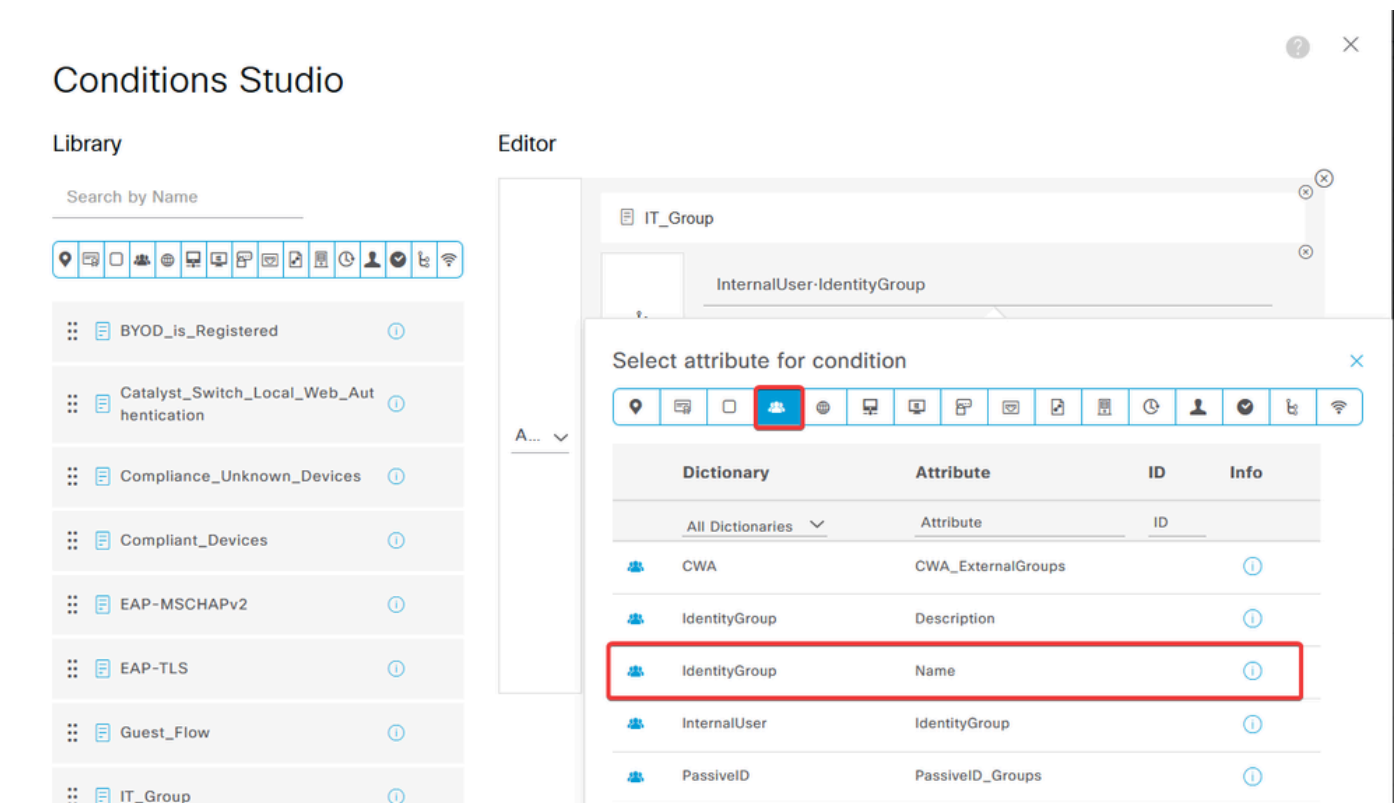 Conditions Studio
Library
Search by Name
BYOD_is_Registered
Catalyst_Switch_Local_Web_Aut
hentication
Compliance_Unknown_Devices
Compliant_Devices
EAP-MSCHAPv2
EAP-TLS
Guest_Flow
IT_Group
Editor
A...
IT_Group
InternalUser·IdentityGroup
Select attribute for condition
Dictionary Attribute ID Info
All Dictionaries Attribute ID
CWA CWA_ExternalGroups
IdentityGroup Description
IdentityGroup Name
InternalUser IdentityGroup
PassiveID PassiveID_Groups